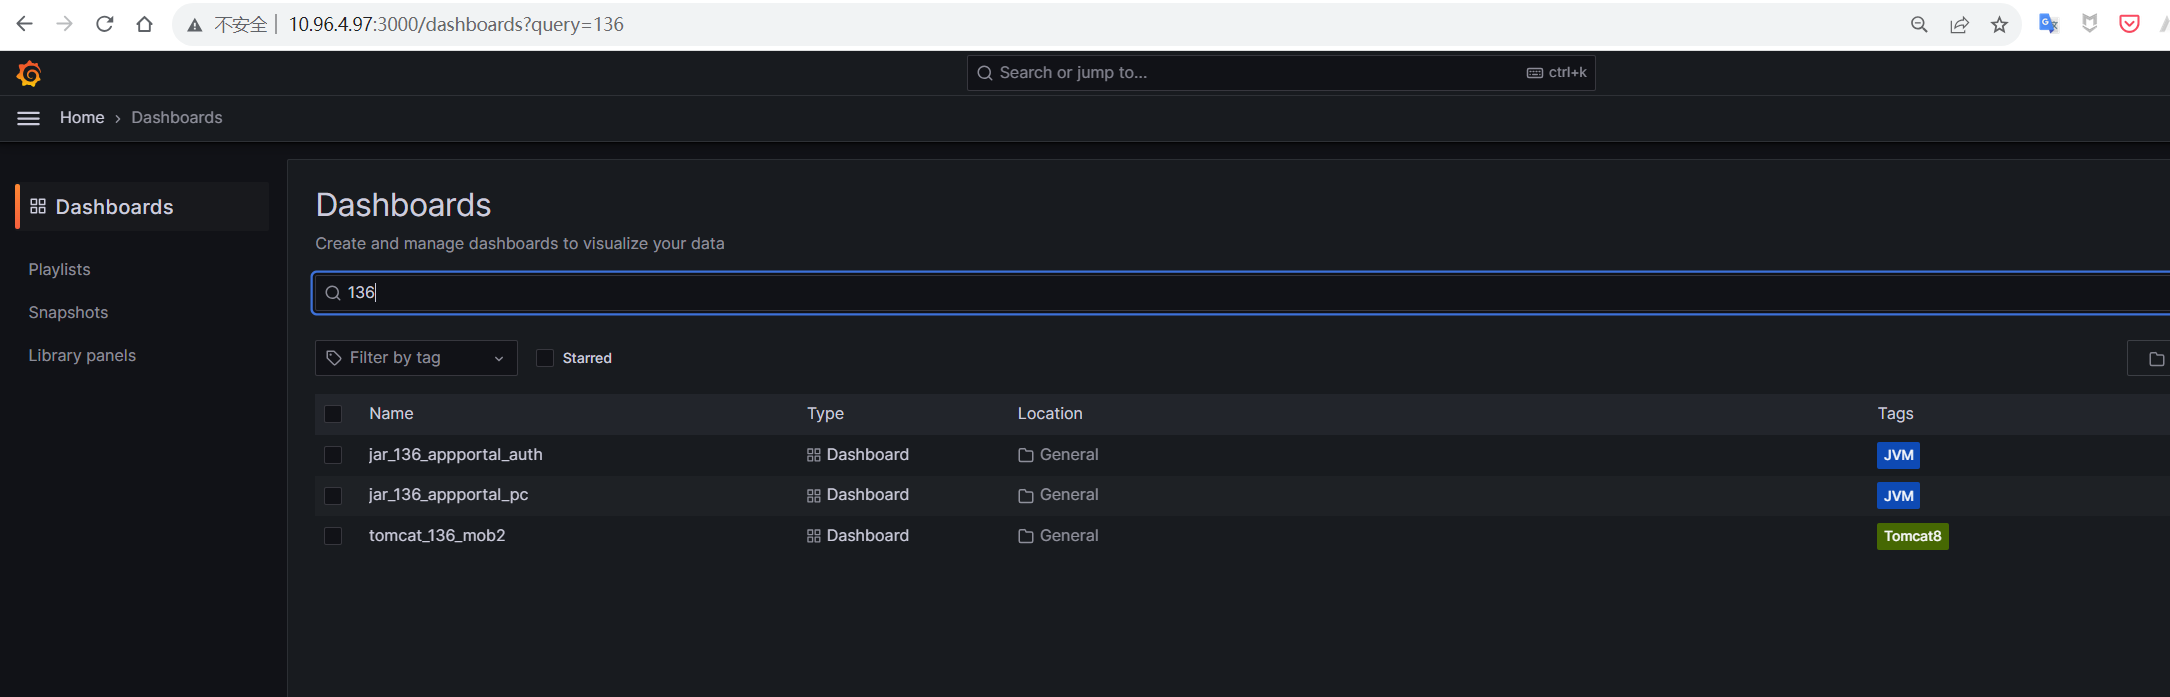 不安全 10.96.4.97:3000/dashboards?query=136
Search or jump to... ctrl+k
Home › Dashboards
Dashboards
Playlists
Snapshots
Library panels
Dashboards
Create and manage dashboards to visualize your data
136
Filter by tag Starred
Name Type Location Tags
jar_136_appportal_auth Dashboard General JVM
jar_136_appportal_pc Dashboard General JVM
tomcat_136_mob2 Dashboard General Tomcat8